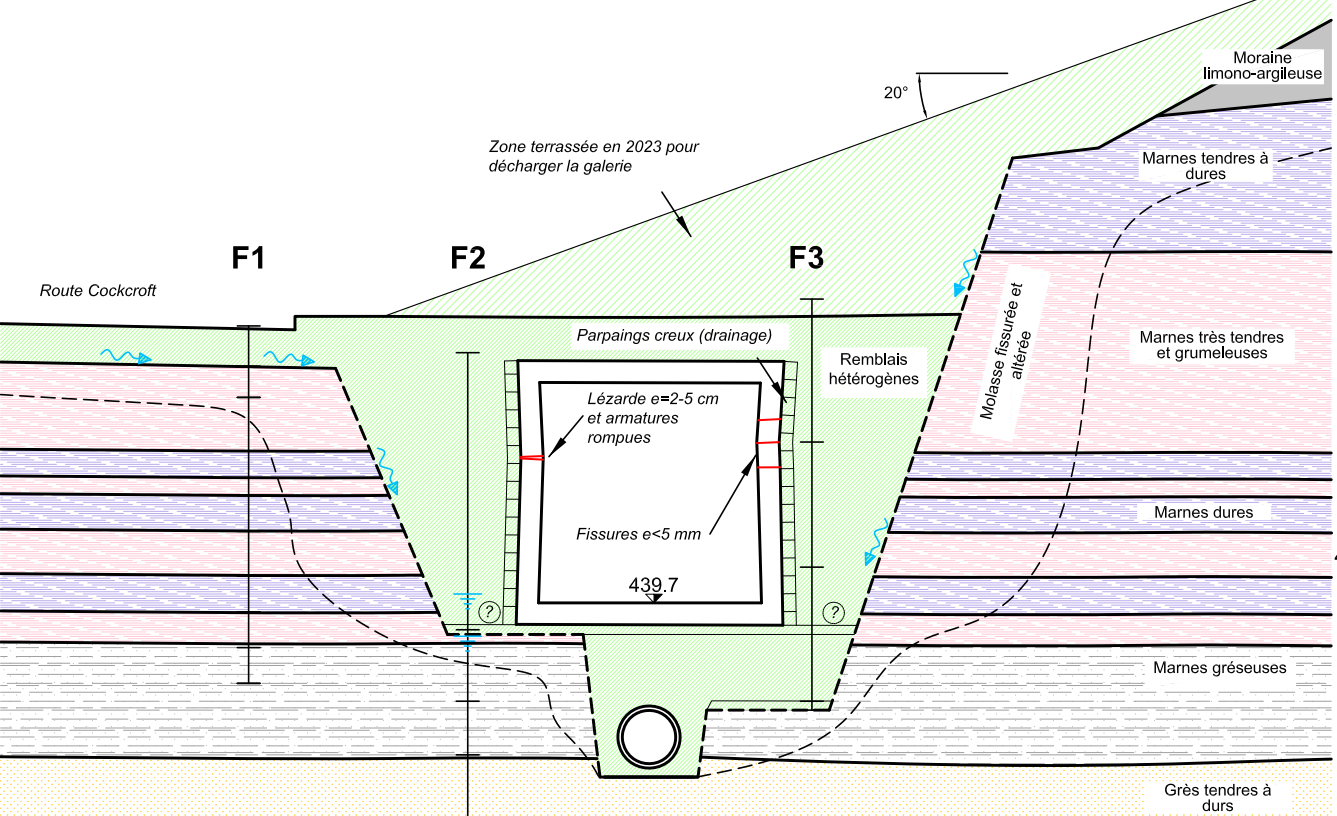 Moraine
limono-argileuse
20°
Zone terrassée en 2023 pour
décharger la galerie
Marnes tendres à
dures
F1
F2
F3
Route Cockcroft
Parpaings creux (drainage)
Remblais
hétérogènes
Molasse fissurée et
altérée
Marnes très tendres
et grumeleuses
Lézarde e=2-5 cm
et armatures
rompues
Marnes dures
Fissures e<5 mm
439.7
?
?
Marnes gréseuses
Grès tendres à
durs